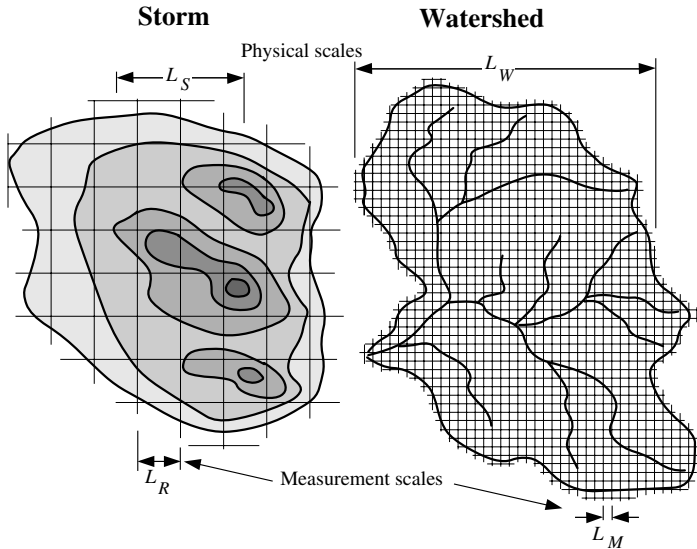 Storm
Watershed
Physical scales
L_S
L_W
Measurement scales
L_R
L_M